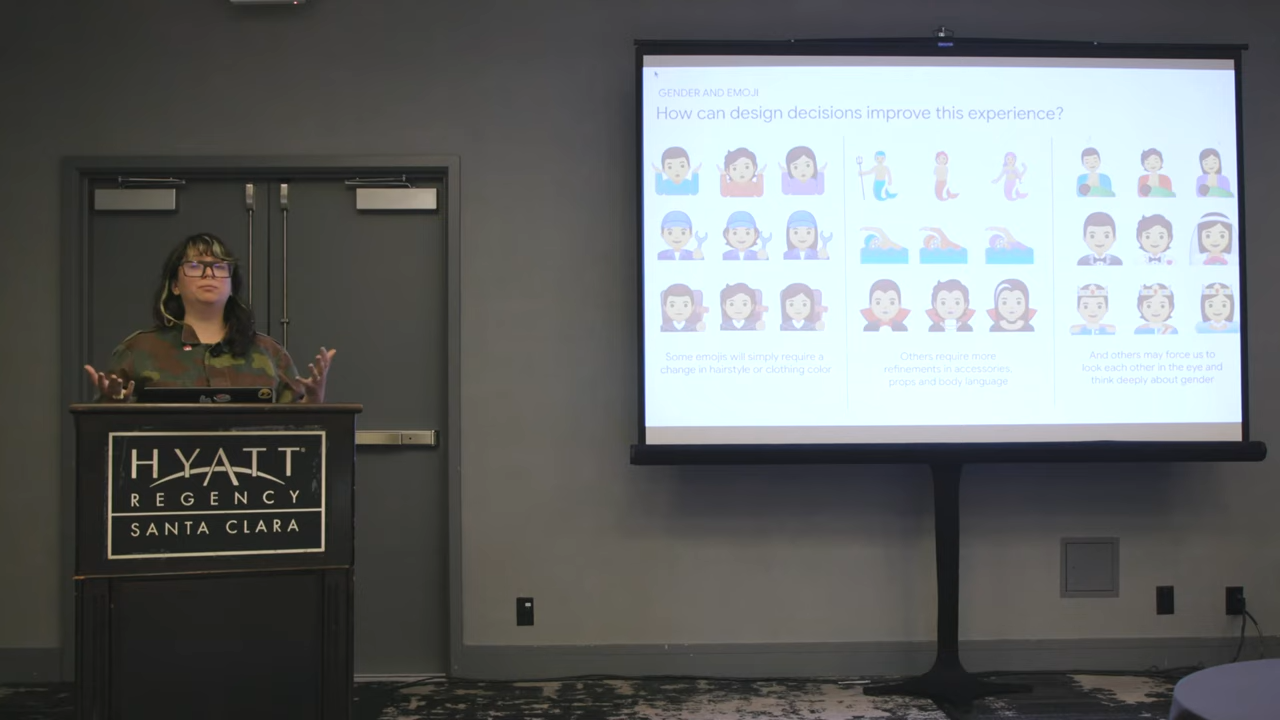 GENDER AND EMOJI
How can design decisions improve this experience?
Some emojis will simply require a
change in hairstyle or clothing color
Others require more
refinements in accessories,
props and body language
And others may force us to
look each other in the eye and
think deeply about gender
HYATT
REGENCY
SANTA CLARA